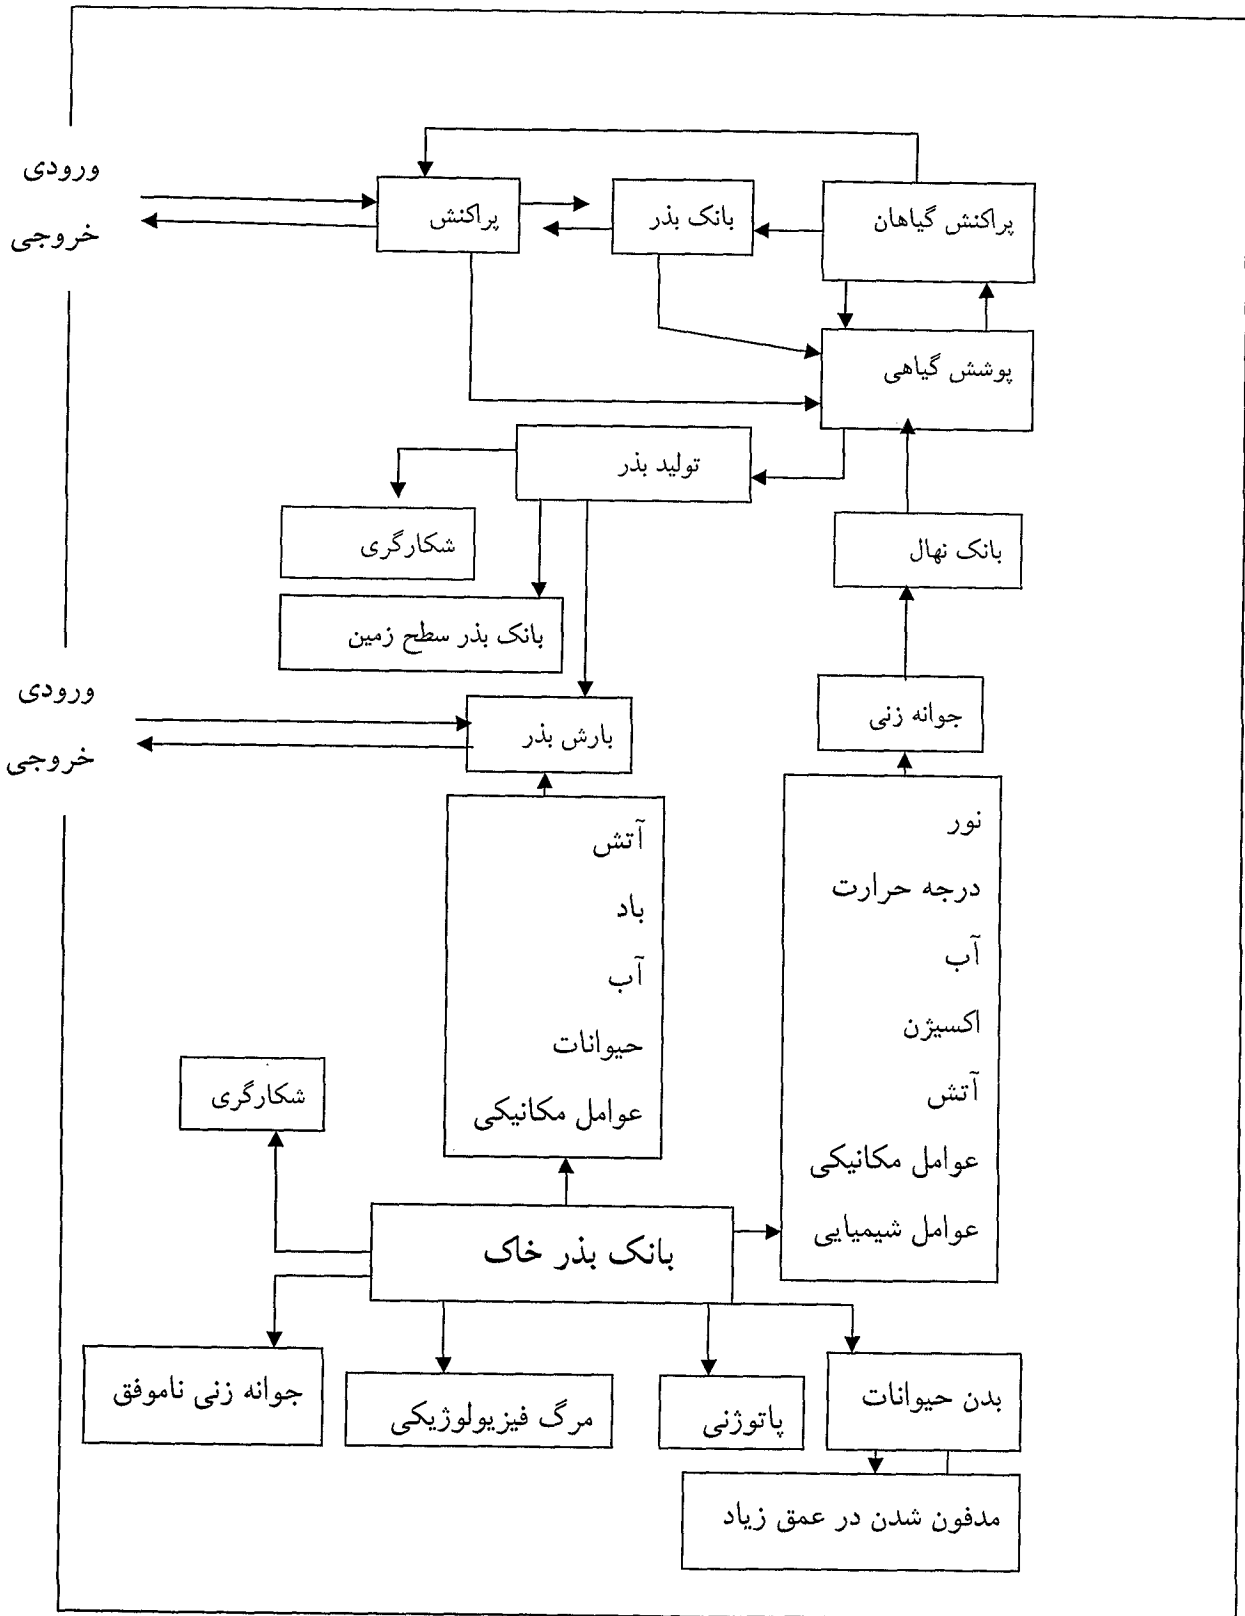 ورودی
خروجی
پراکنش گیاهان
بانک بذر
پراکنش
پوشش گیاهی
تولید بذر
شکارگری
بانک نهال
بانک بذر سطح زمین
ورودی
خروجی
جوانه زنی
بارش بذر
نور
درجه حرارت
آب
اکسیژن
آتش
عوامل مکانیکی
عوامل شیمیایی
آتش
باد
آب
حیوانات
عوامل مکانیکی
شکارگری
بانک بذر خاک
بدن حیوانات
پاتوژنی
مرگ فیزیولوژیکی
جوانه زنی ناموفق
مدفون شدن در عمق زیاد